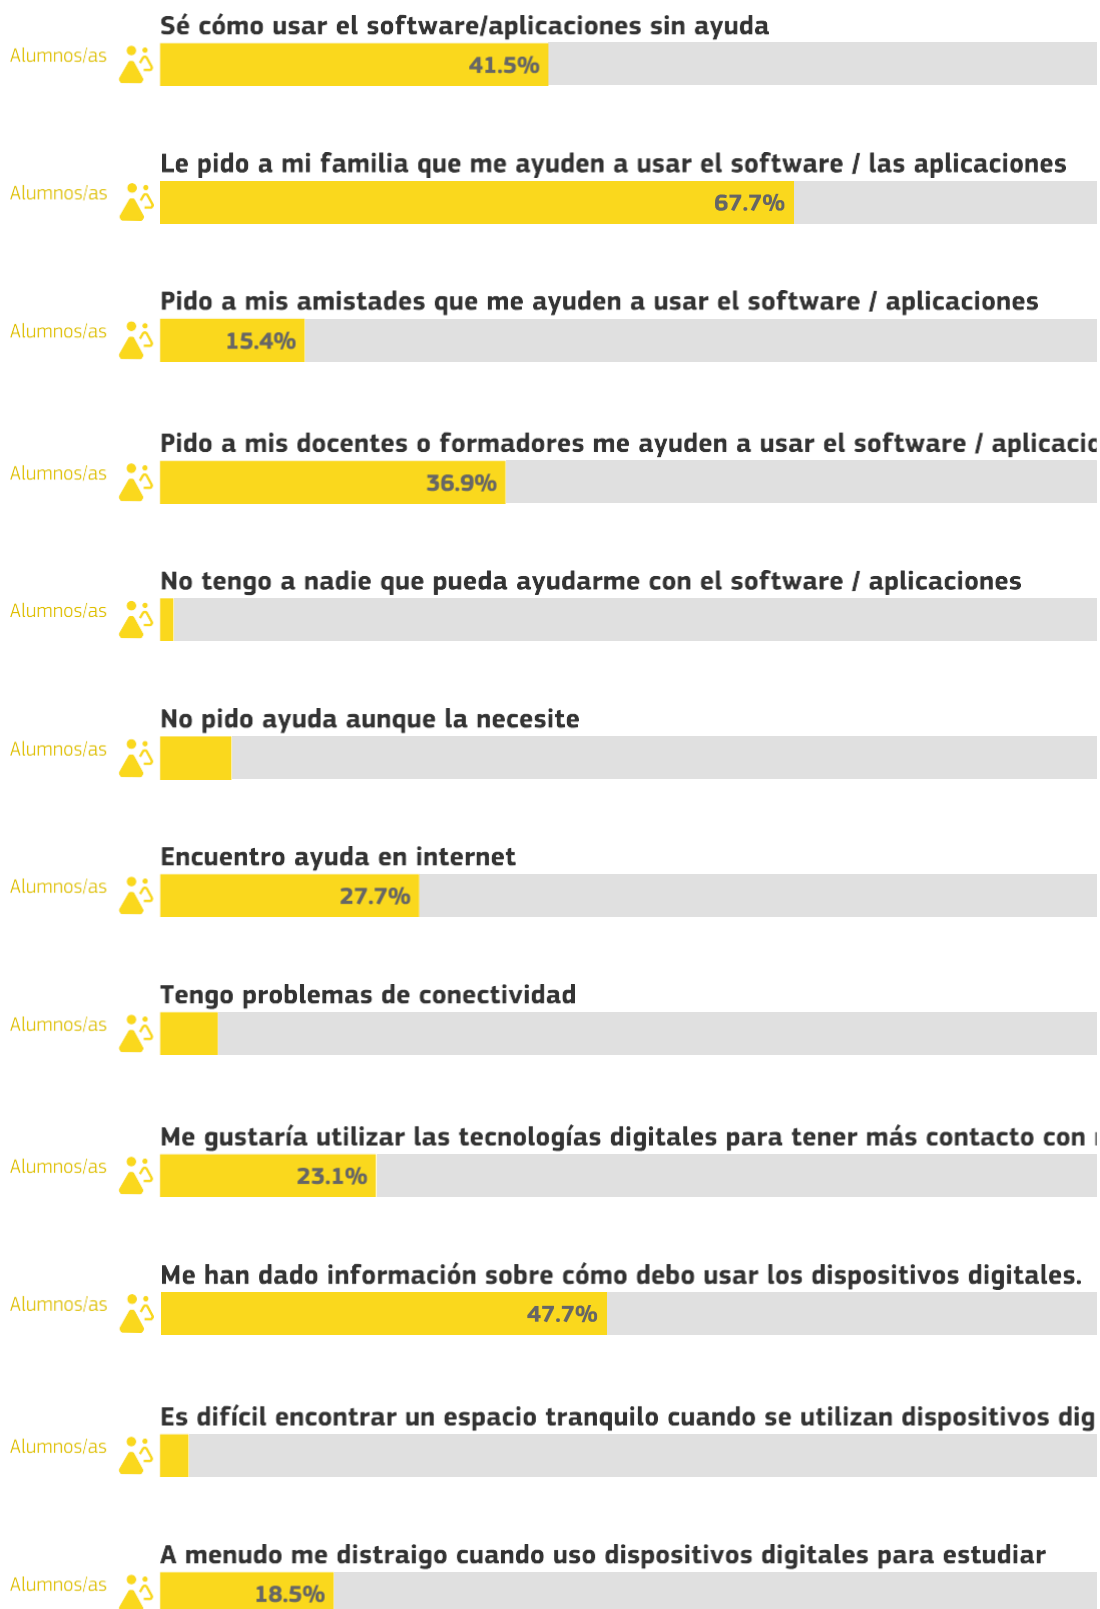 Sé cómo usar el software/aplicaciones sin ayuda
Alumnos/as
41.5%
Le pido a mi familia que me ayuden a usar el software / las aplicaciones
Alumnos/as
67.7%
Pido a mis amistades que me ayuden a usar el software / aplicaciones
Alumnos/as
15.4%
Pido a mis docentes o formadores me ayuden a usar el software /
Alumnos/as
36.9%
No tengo a nadie que pueda ayudarme con el software / aplicaciones
Alumnos/as
No pido ayuda aunque la necesite
Alumnos/as
Encuentro ayuda en internet
Alumnos/as
27.7%
Tengo problemas de conectividad
Alumnos/as
Me gustaría utilizar las tecnologías digitales para tener más contacto con
Alumnos/as
23.1%
Me han dado información sobre cómo debo usar los dispositivos digitales.
Alumnos/as
47.7%
Es difícil encontrar un espacio tranquilo cuando se utilizan dispositivos
Alumnos/as
A menudo me distraigo cuando uso dispositivos digitales para estudiar
Alumnos/as
18.5%